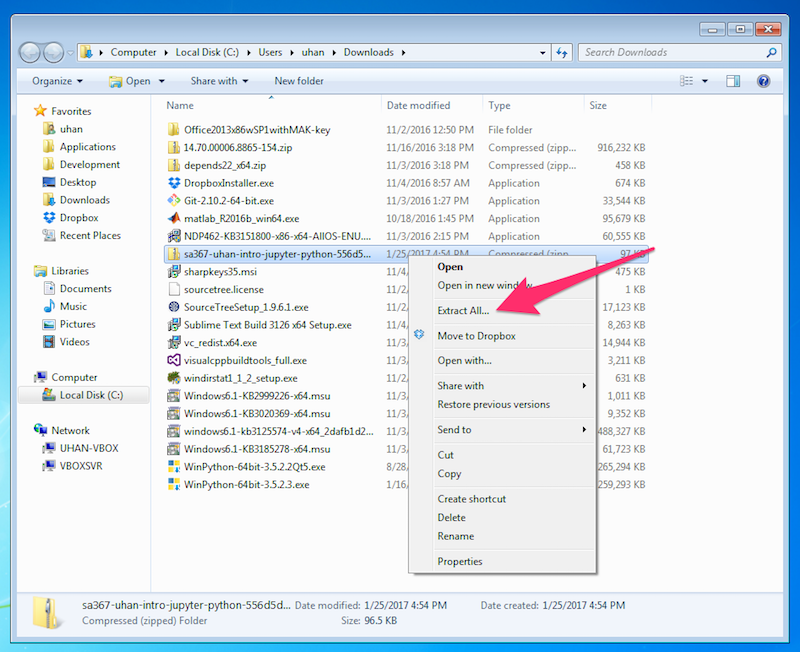 Computer Local Disk (C:) Users uhan Downloads
Search Downloads
Organize Open Share with New folder
Favorites
uhan
Applications
Development
Desktop
Downloads
Dropbox
Recent Places
Libraries
Documents
Music
Pictures
Videos
Computer
Local Disk (C:)
Network
UHAN-VBOX
VBOXSVR
Name Date modified Type Size
Office2013x86wSP1withMAK-key 11/2/2016 12:50 PM File folder
14.70.00006.8865-154.zip 11/16/2016 3:18 PM Compressed (zipp... 916,232 KB
depends22_x64.zip 11/3/2016 3:18 PM Compressed (zipp... 458 KB
DropboxInstaller.exe 11/4/2016 8:57 AM Application 674 KB
Git-2.10.2-64-bit.exe 11/3/2016 1:27 PM Application 33,544 KB
matlab_R2016b_win64.exe 10/18/2016 1:45 PM Application 95,679 KB
NDP462-KB3151800-x86-x64-AllOS-ENU.... 11/3/2016 2:15 PM Application 60,555 KB
sa367-uhan-intro-jupyter-python-556d5... 1/25/2017 4:54 PM Compressed (zipp... 97 KB
sharpkeys35.msi 11/4/ 475 KB
sourcetree.license 11/2/ 1 KB
SourceTreeSetup_1.9.6.1.exe 11/3/ 17,123 KB
Sublime Text Build 3126 x64 Setup.exe 11/4/ 8,263 KB
vc_redist.x64.exe 11/3/ 14,944 KB
visualcppbuildtools_full.exe 11/3/ 3,211 KB
windirstat1_1_2_setup.exe 11/2/ 631 KB
Windows6.1-KB2999226-x64.msu 11/3/ 1,011 KB
Windows6.1-KB3020369-x64.msu 11/3/ 9,352 KB
windows6.1-kb3125574-v4-x64_2dafb1d2... 11/3/ 488,327 KB
Windows6.1-KB3185278-x64.msu 11/3/ 61,723 KB
WinPython-64bit-3.5.2.2Qt5.exe 8/28/ 265,294 KB
WinPython-64bit-3.5.2.3.exe 1/16/ 259,293 KB
Open
Open in new window
Extract All...
Move to Dropbox
Open with...
Share with
Restore previous versions
Send to
Cut
Copy
Create shortcut
Delete
Rename
Properties
sa367-uhan-intro-jupyter-python-556d5d... Date modified: 1/25/2017 4:54 PM Date created: 1/25/2017 4:54 PM
Compressed (zipped) Folder Size: 96.5 KB